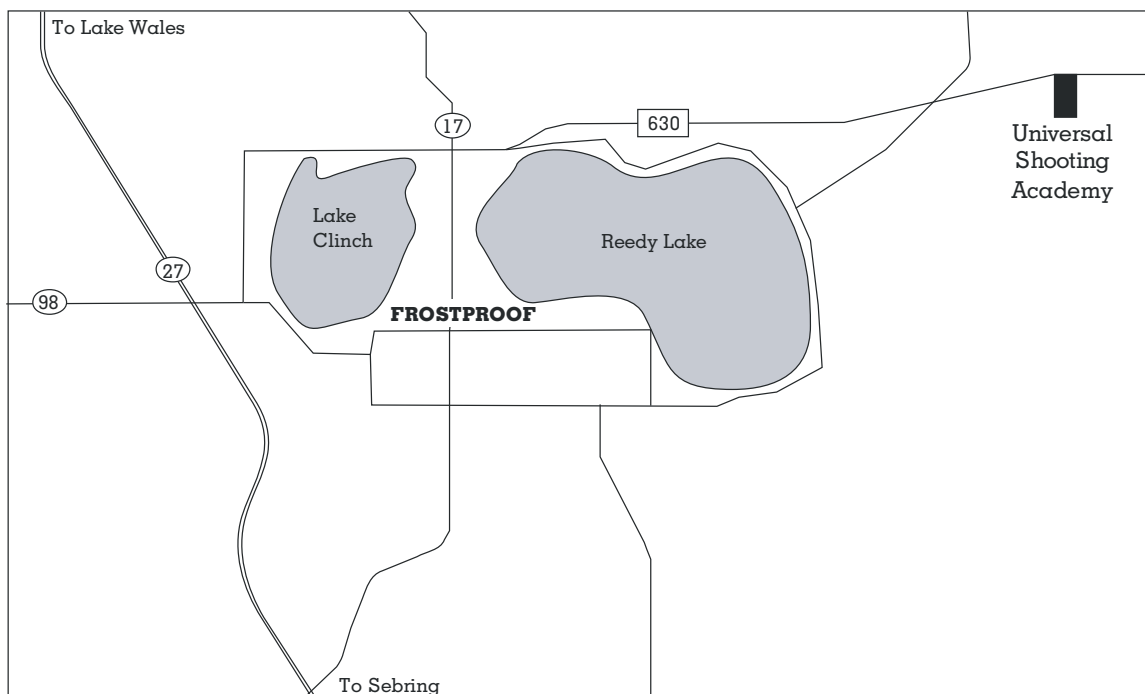 To Lake Wales
17
630
Universal
Shooting
Academy
Lake
Clinch
Reedy Lake
27
98
FROSTPROOF
To Sebring